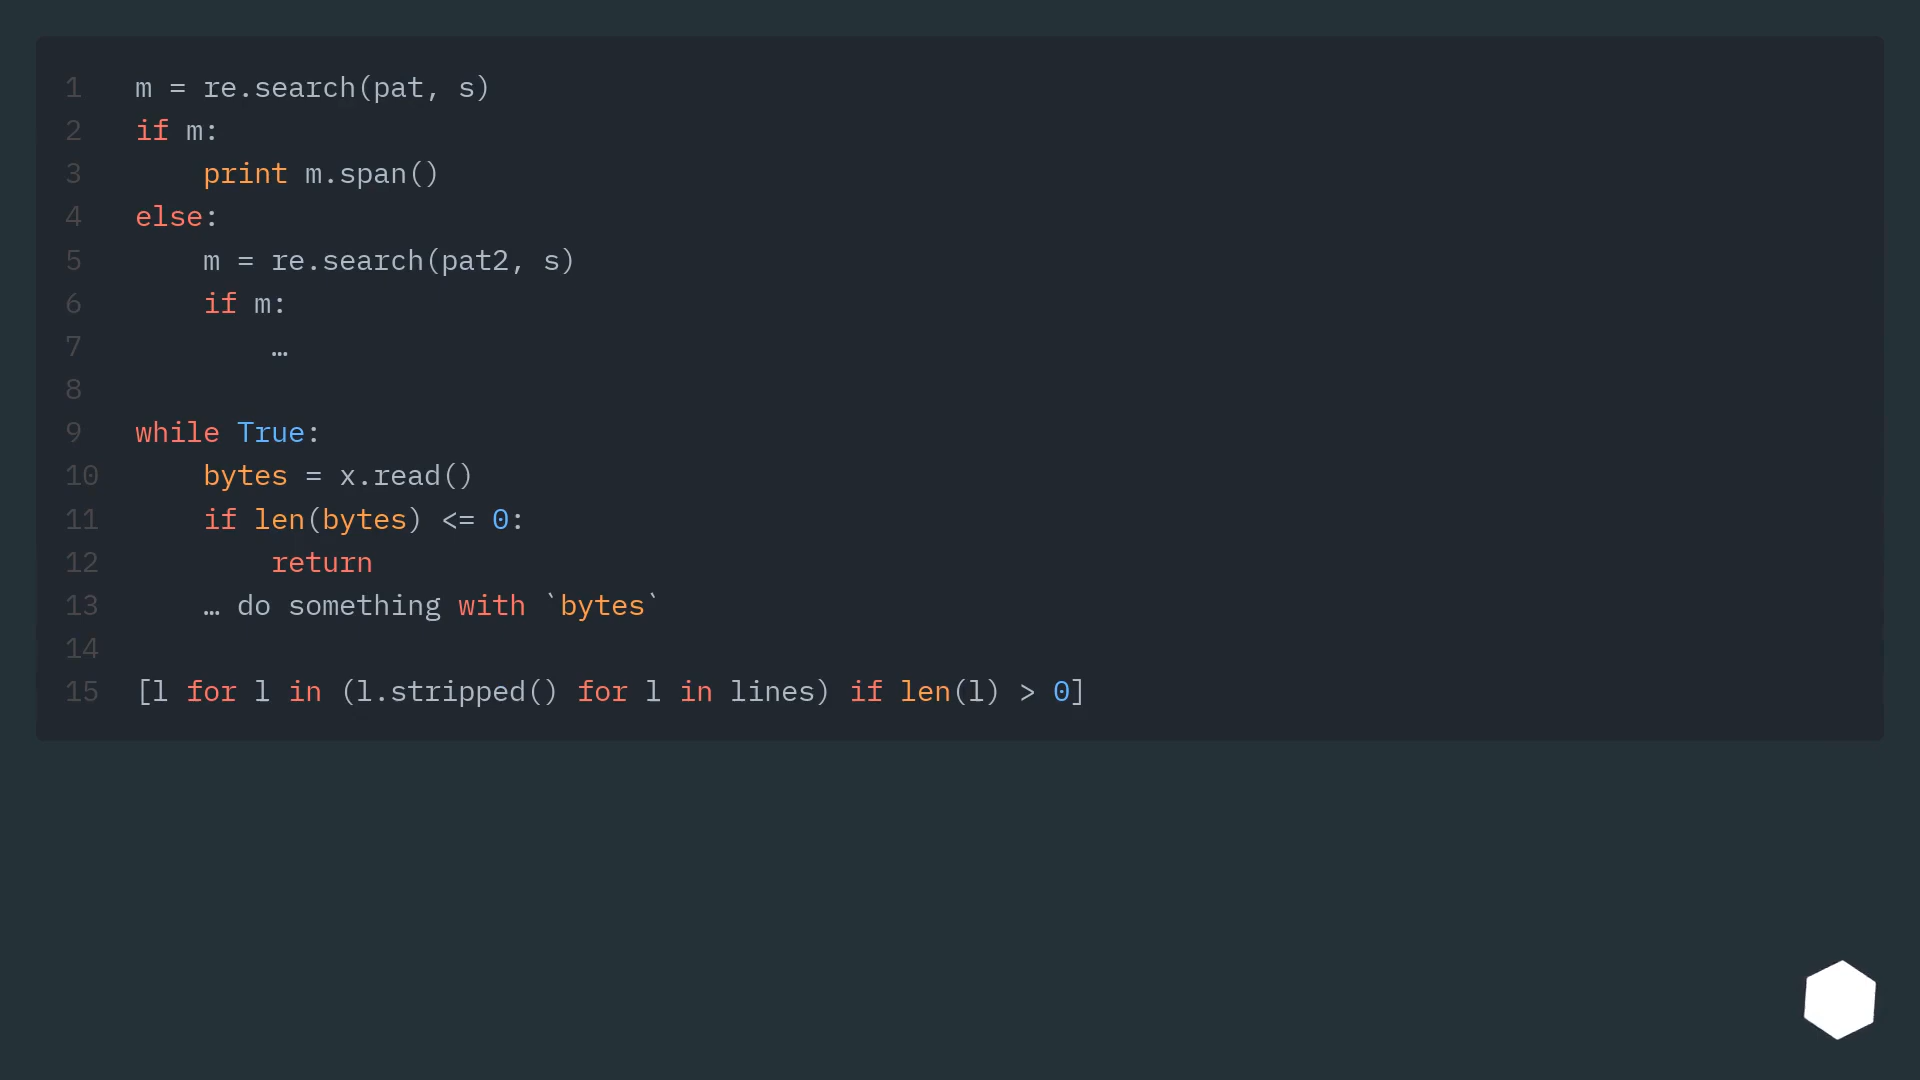 1 m = re.search(pat, s)
2 if m:
3     print m.span()
4 else:
5     m = re.search(pat2, s)
6     if m:
7         …
8
9 while True:
10     bytes = x.read()
11     if len(bytes) <= 0:
12         return
13     … do something with `bytes`
14
15 [l for l in (l.stripped() for l in lines) if len(l) > 0]